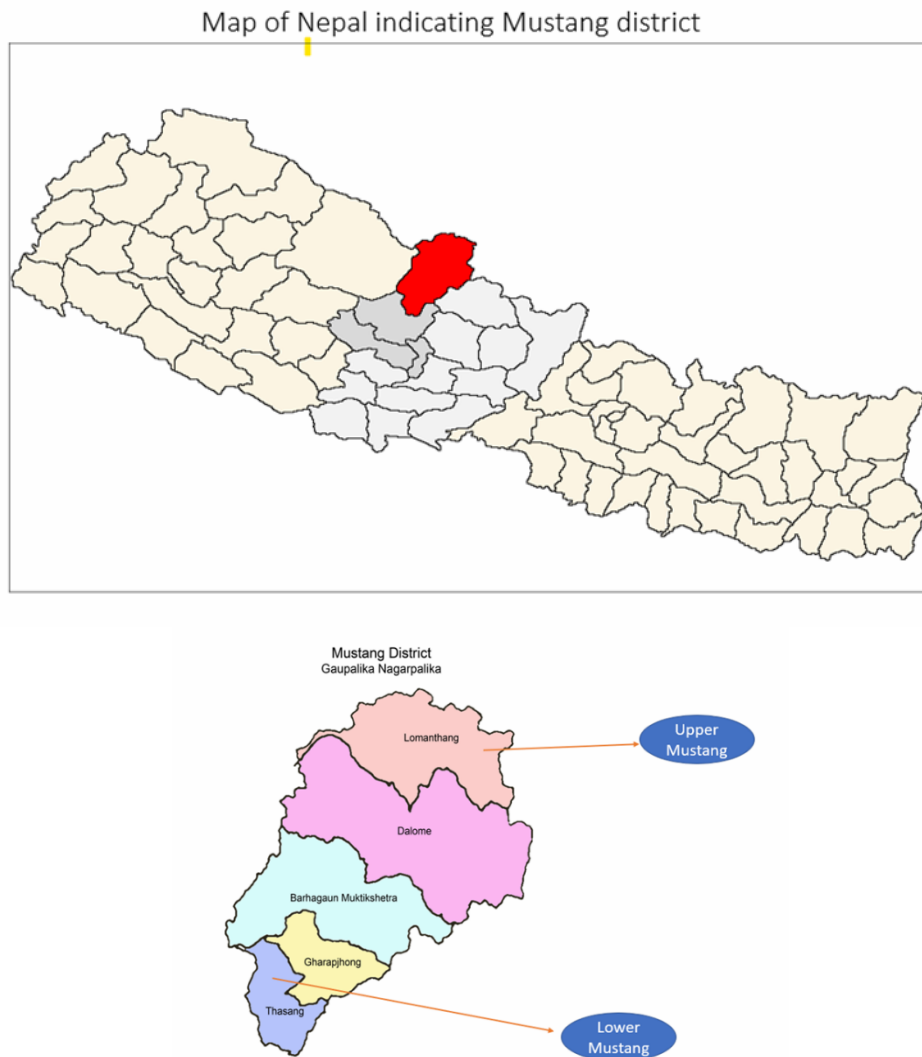 Map of Nepal indicating Mustang district
Mustang District
Gaupalika Nagarpalika
Lomanthang
Upper
Mustang
Dalome
Barhagaun Muktikshetra
Gharapjhong
Thasang
Lower
Mustang